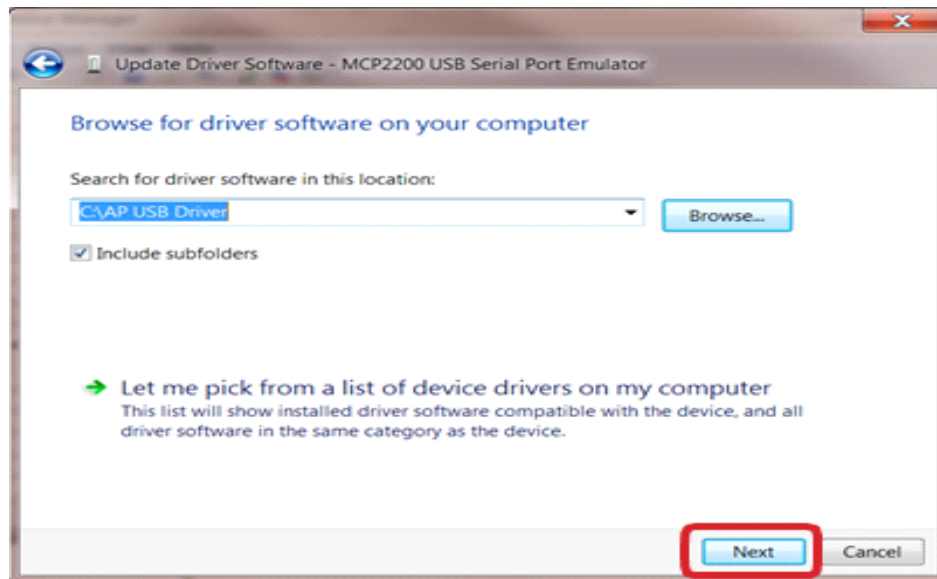 Update Driver Software - MCP2200 USB Serial Port Emulator
Browse for driver software on your computer
Search for driver software in this location:
C:\AP USB Driver
Browse...
Include subfolders
Let me pick from a list of device drivers on my computer
This list will show installed driver software compatible with the device, and all
driver software in the same category as the device.
Next
Cancel